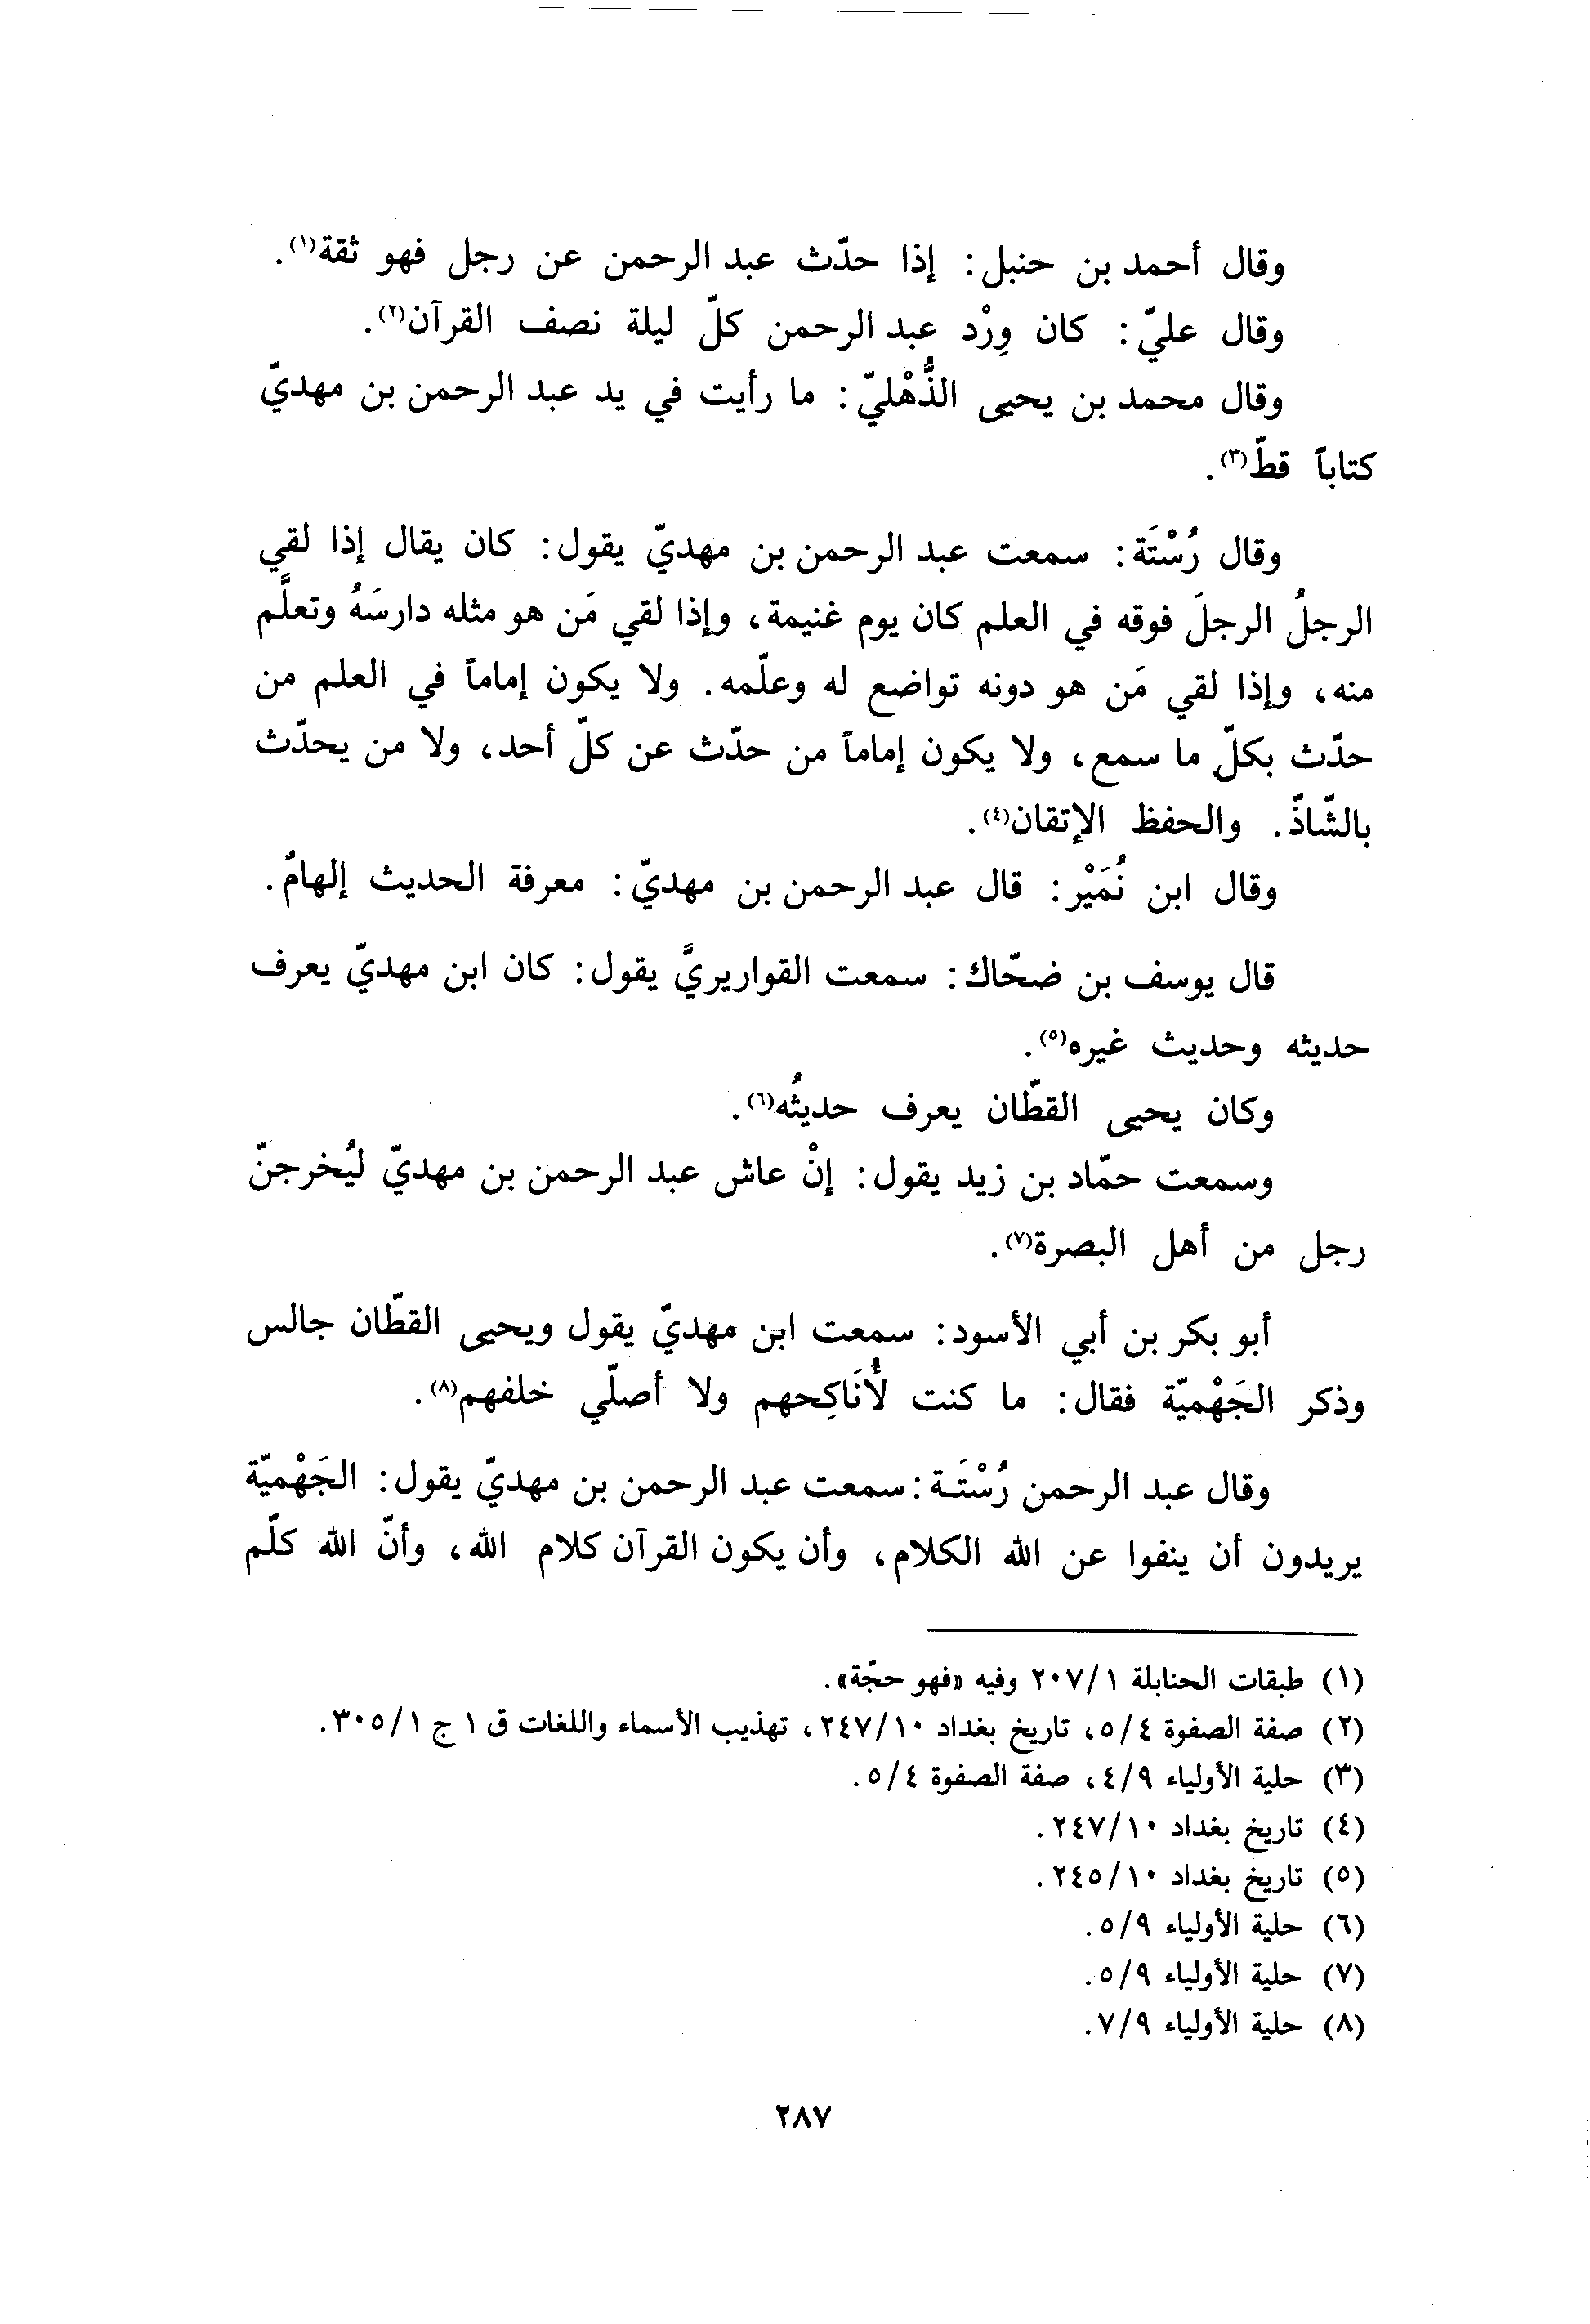 وقال أحمد بن حنبل: إذا حدّث عبد الرحمن عن رجل فهو ثقة(١).
وقال عليّ: كان وِرْد عبد الرحمن كلّ ليلة نصف القرآن(٢).
وقال محمد بن يحيى الذُّهْليّ: ما رأيت في يد عبد الرحمن بن مهديّ
كتاباً قطّ(٣).
وقال رُسْتَة: سمعت عبد الرحمن بن مهديّ يقول: كان يقال إذا لقي
الرجلُ الرجلَ فوقه في العلم كان يوم غنيمة، وإذا لقي مَن هو مثله دارسَهُ وتعلَّم
منه، وإذا لقي مَن هو دونه تواضع له وعلّمه. ولا يكون إماماً في العلم من
حدّث بكلّ ما سمع، ولا يكون إماماً من حدّث عن كلّ أحد، ولا من يحدّث
بالشّاذّ. والحفظ الإتقان(٤).
وقال ابن نُمَيْر: قال عبد الرحمن بن مهديّ: معرفة الحديث إلهامٌ.
قال يوسف بن ضحّاك: سمعت القواريريَّ يقول: كان ابن مهديّ يعرف
حديثه وحديث غيره(٥).
وكان يحيى القطّان يعرف حديثُه(٦).
وسمعت حمّاد بن زيد يقول: إنْ عاش عبد الرحمن بن مهديّ ليُخرجنّ
رجل من أهل البصرة(٧).
أبو بكر بن أبي الأسود: سمعت ابن مهديّ يقول ويحيى القطّان جالس
وذكر الجَهْميّة فقال: ما كنت لأُنَاكِحهم ولا أصلّي خلفهم(٨).
وقال عبد الرحمن رُسْتَـة: سمعت عبد الرحمن بن مهديّ يقول: الجَهْميّة
يريدون أن ينفوا عن الله الكلام، وأن يكون القرآن كلام الله، وأنّ الله كلّم
(١) طبقات الحنابلة ٢٠٧/١ وفيه «فهو حجّة».
(٢) صفة الصفوة ٥/٤، تاريخ بغداد ٢٤٧/١٠، تهذيب الأسماء واللغات ق ١ ج ٣٠٥/١.
(٣) حلية الأولياء ٤/٩، صفة الصفوة ٥/٤.
(٤) تاريخ بغداد ٢٤٧/١٠.
(٥) تاريخ بغداد ٢٤٥/١٠.
(٦) حلية الأولياء ٥/٩.
(٧) حلية الأولياء ٥/٩.
(٨) حلية الأولياء ٧/٩.
٢٨٧